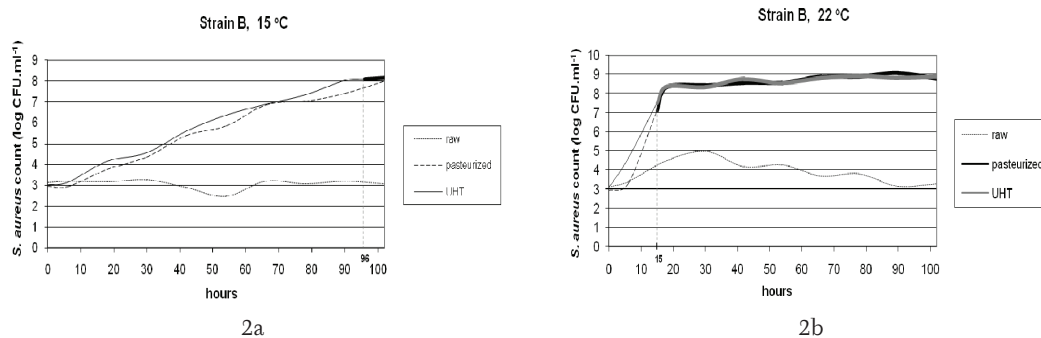 Strain B, 15 ºC
S. aureus count (log CFU.ml-1)
9
8
7
6
5
4
3
2
1
0
0 10 20 30 40 50 60 70 80 90 100
96
hours
raw
pasteurized
UHT
2a
Strain B, 22 ºC
S. aureus count (log CFU.ml-1)
10
9
8
7
6
5
4
3
2
1
0
0 10 20 30 40 50 60 70 80 90 100
15
hours
raw
pasteurized
UHT
2b